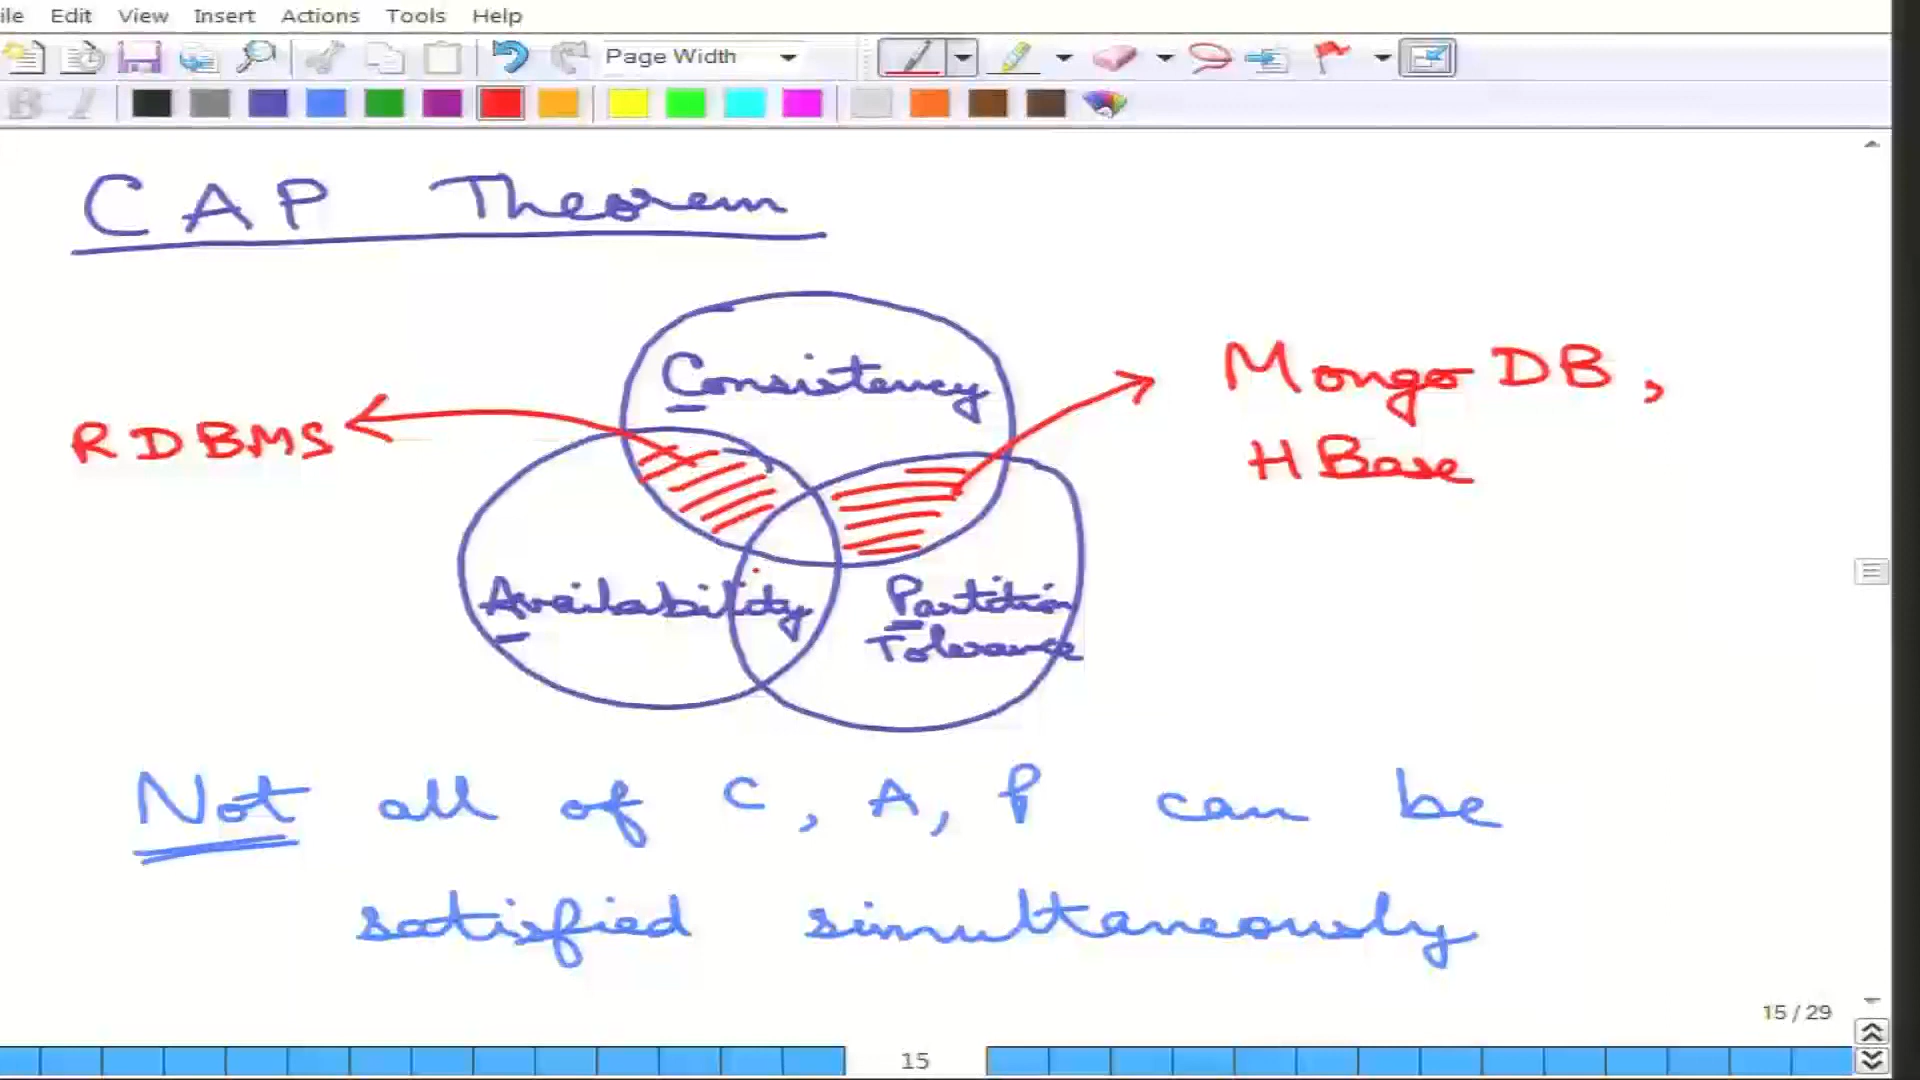 ile Edit View Insert Actions Tools Help
Page Width
B I
CAP Theorem
Consistency
MongoDB,
HBase
RDBMS
Availability
Partition
Tolerance
Not all of C, A, P can be
satisfied simultaneously
15 / 29
15